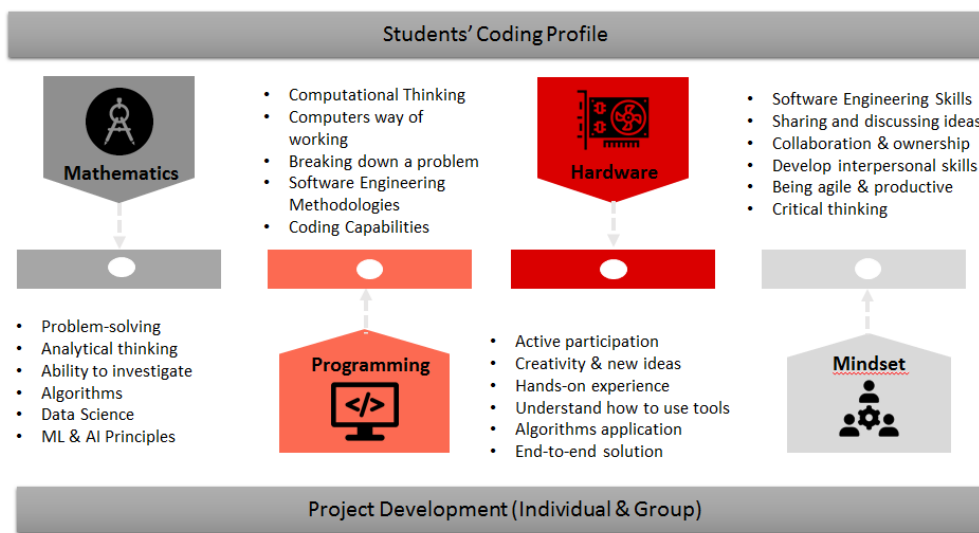 Students' Coding Profile
Mathematics
• Problem-solving
• Analytical thinking
• Ability to investigate
• Algorithms
• Data Science
• ML & AI Principles
• Computational Thinking
• Computers way of
working
• Breaking down a problem
• Software Engineering
Methodologies
• Coding Capabilities
Programming
</>
Hardware
• Active participation
• Creativity & new ideas
• Hands-on experience
• Understand how to use tools
• Algorithms application
• End-to-end solution
• Software Engineering Skills
• Sharing and discussing ideas
• Collaboration & ownership
• Develop interpersonal skills
• Being agile & productive
• Critical thinking
Mindset
Project Development (Individual & Group)